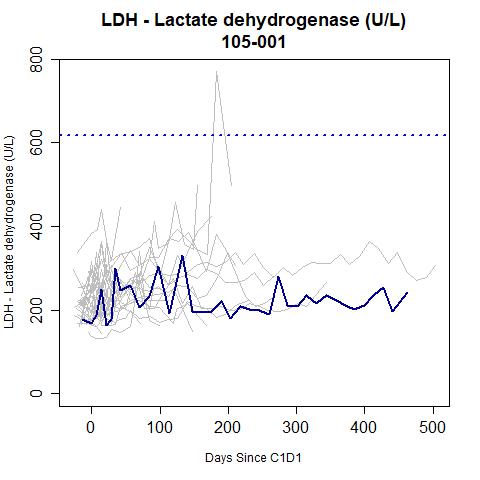 LDH - Lactate dehydrogenase (U/L)
105-001
LDH - Lactate dehydrogenase (U/L)
800
600
400
200
0
0 100 200 300 400 500
Days Since C1D1